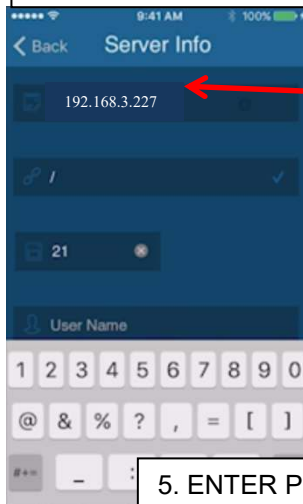 9:41 AM 100%
Back Server Info
192.168.3.227
/
21
User Name
1 2 3 4 5 6 7 8 9 0
@ & % ? , = [ ]
#+= _ :
5. ENTER P